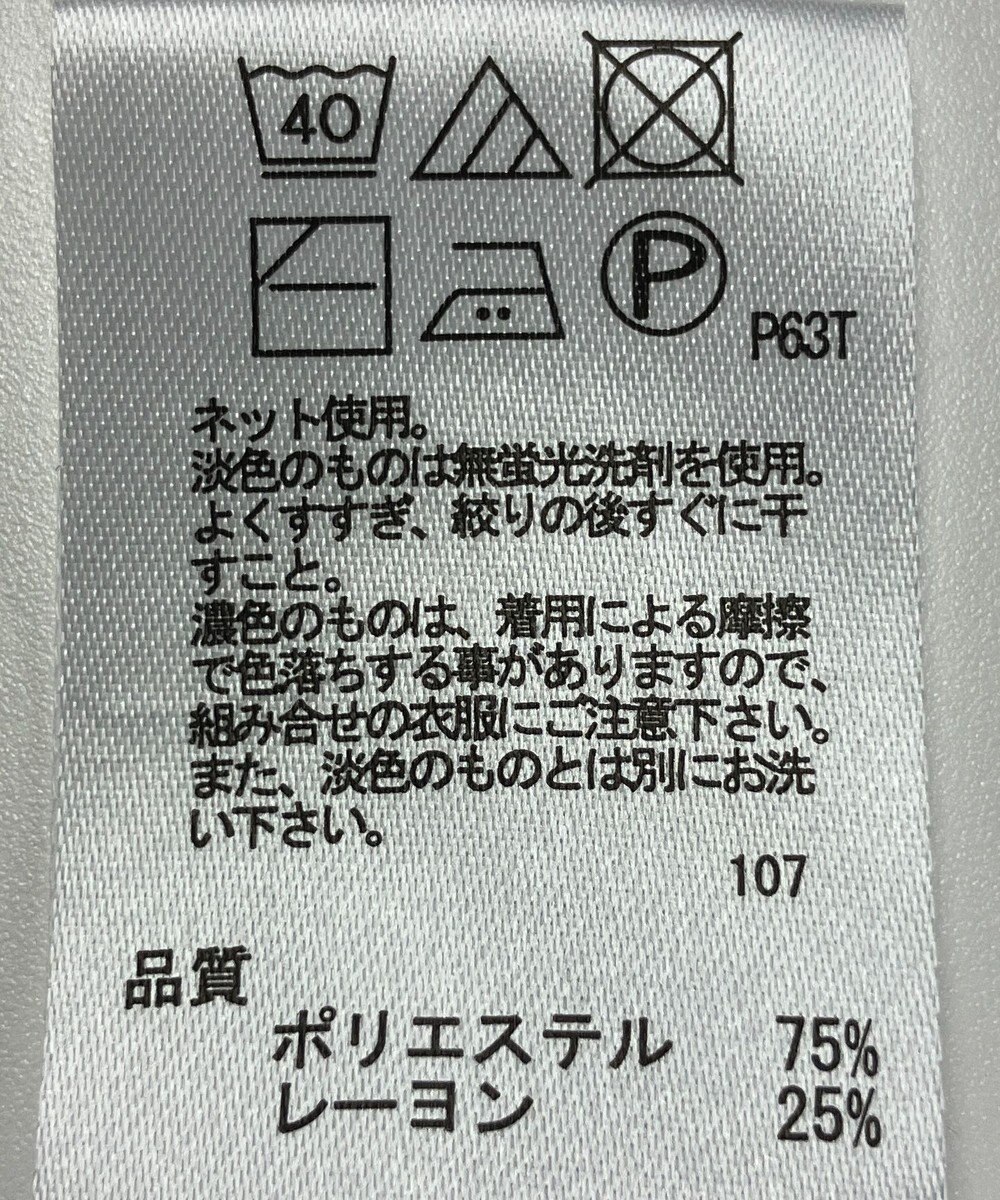 40
P
P63T
ネット使用。
淡色のものは無蛍光洗剤を使用。
よくすすぎ、絞りの後すぐに干
すこと。
濃色のものは、着用による摩擦
で色落ちする事がありますので、
組み合せの衣服にご注意下さい。
また、淡色のものとは別にお洗
い下さい。
107
品質
ポリエステル 75%
レーヨン 25%